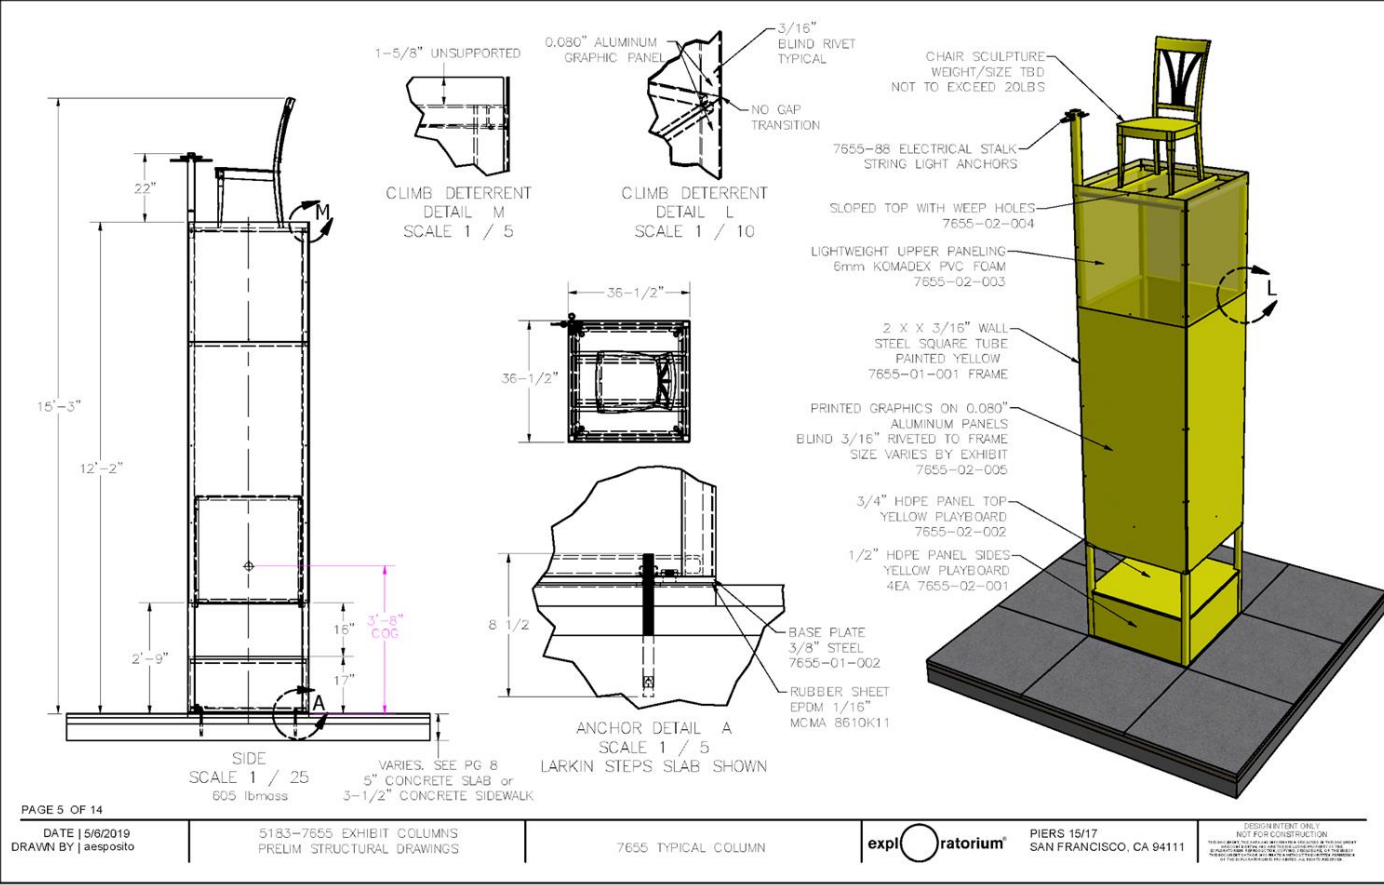 1-5/8" UNSUPPORTED
CLIMB DETERRENT
DETAIL M
SCALE 1 / 5
0.080" ALUMINUM
GRAPHIC PANEL
3/16"
BLIND RIVET
TYPICAL
NO GAP
TRANSITION
CLIMB DETERRENT
DETAIL L
SCALE 1 / 10
CHAIR SCULPTURE
WEIGHT/SIZE TBD
NOT TO EXCEED 20LBS
7655-88 ELECTRICAL STALK
STRING LIGHT ANCHORS
SLOPED TOP WITH WEEP HOLES
7655-02-004
LIGHTWEIGHT UPPER PANELING
6mm KOMADEX PVC FOAM
7655-02-003
L
2 X X 3/16" WALL
STEEL SQUARE TUBE
PAINTED YELLOW
7655-01-001 FRAME
PRINTED GRAPHICS ON 0.080"
ALUMINUM PANELS
BLIND 3/16" RIVETED TO FRAME
SIZE VARIES BY EXHIBIT
7655-02-005
3/4" HDPE PANEL TOP
YELLOW PLAYBOARD
7655-02-002
1/2" HDPE PANEL SIDES
YELLOW PLAYBOARD
4EA 7655-02-001
22"
M
15'-3"
12'-2"
2'-9"
16"
17"
3'-8"
COG
A
SIDE
SCALE 1 / 25
605 lbmass
VARIES. SEE PG 8
5" CONCRETE SLAB or
3-1/2" CONCRETE SIDEWALK
36-1/2"
36-1/2"
8 1/2
BASE PLATE
3/8" STEEL
7655-01-002
RUBBER SHEET
EPDM 1/16"
MCMA 8610K11
ANCHOR DETAIL A
SCALE 1 / 5
LARKIN STEPS SLAB SHOWN
PAGE 5 OF 14
DATE | 5/6/2019
DRAWN BY | aesposito
5183-7655 EXHIBIT COLUMNS
PRELIM STRUCTURAL DRAWINGS
7655 TYPICAL COLUMN
exploratorium®
PIERS 15/17
SAN FRANCISCO, CA 94111
DESIGN INTENT ONLY
NOT FOR CONSTRUCTION